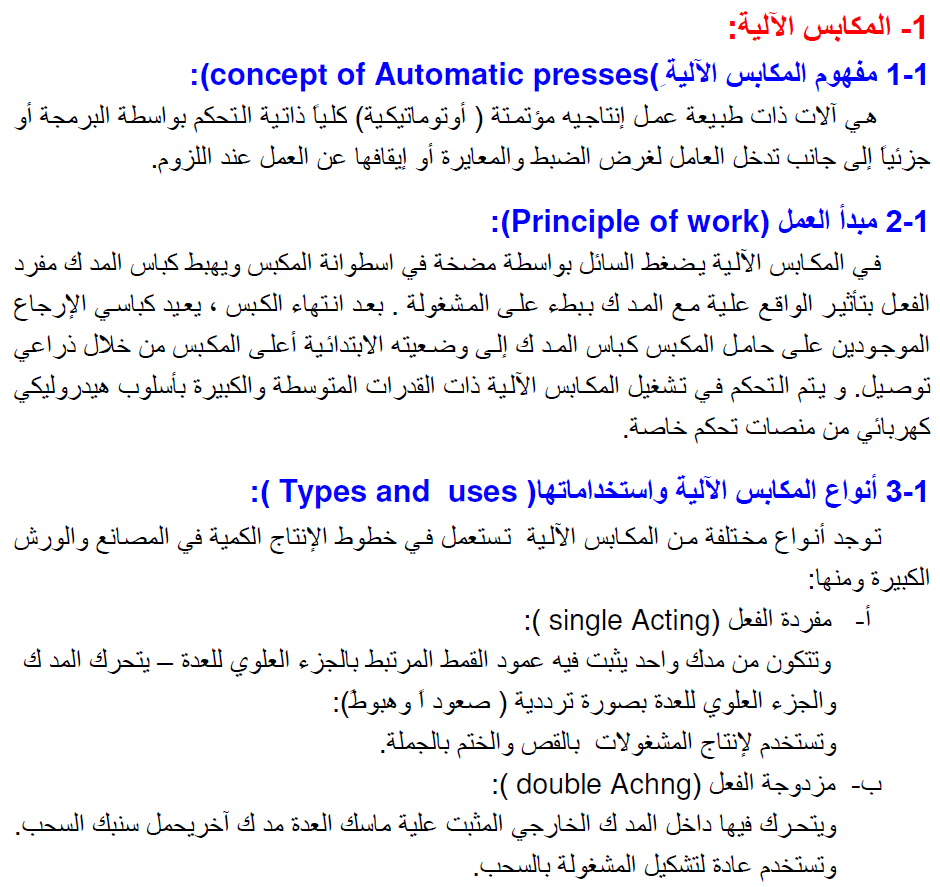 1- المكابس الآلية:
1-1 مفهوم المكابس الآليةِ )concept of Automatic presses):
هي آلات ذات طبيعة عمل إنتاجيه مؤتمتة ( أوتوماتيكية) كلياً ذاتية التحكم بواسطة البرمجة أو
جزئياً إلى جانب تدخل العامل لغرض الضبط والمعايرة أو إيقافها عن العمل عند اللزوم.
2-1 مبدأ العمل (Principle of work):
في المكابس الآلية يضغط السائل بواسطة مضخة في اسطوانة المكبس ويهبط كباس المد ك مفرد
الفعل بتأثير الواقع علية مع المد ك ببطء على المشغولة . بعد انتهاء الكبس ، يعيد كباسي الإرجاع
الموجودين على حامل المكبس كباس المد ك إلى وضعيته الابتدائية أعلى المكبس من خلال ذراعي
توصيل. و يتم التحكم في تشغيل المكابس الآلية ذات القدرات المتوسطة والكبيرة بأسلوب هيدروليكي
كهربائي من منصات تحكم خاصة.
3-1 أنواع المكابس الآلية واستخداماتها( Types and uses ):
توجد أنواع مختلفة من المكابس الآلية تستعمل في خطوط الإنتاج الكمية في المصانع والورش
الكبيرة ومنها:
أ- مفردة الفعل (single Acting ):
وتتكون من مدك واحد يثبت فيه عمود القمط المرتبط بالجزء العلوي للعدة – يتحرك المد ك
والجزء العلوي للعدة بصورة ترددية ( صعود اً وهبوطً):
وتستخدم لإنتاج المشغولات بالقص والختم بالجملة.
ب- مزدوجة الفعل (double Achng ):
ويتحرك فيها داخل المد ك الخارجي المثبت علية ماسك العدة مد ك آخريحمل سنبك السحب.
وتستخدم عادة لتشكيل المشغولة بالسحب.